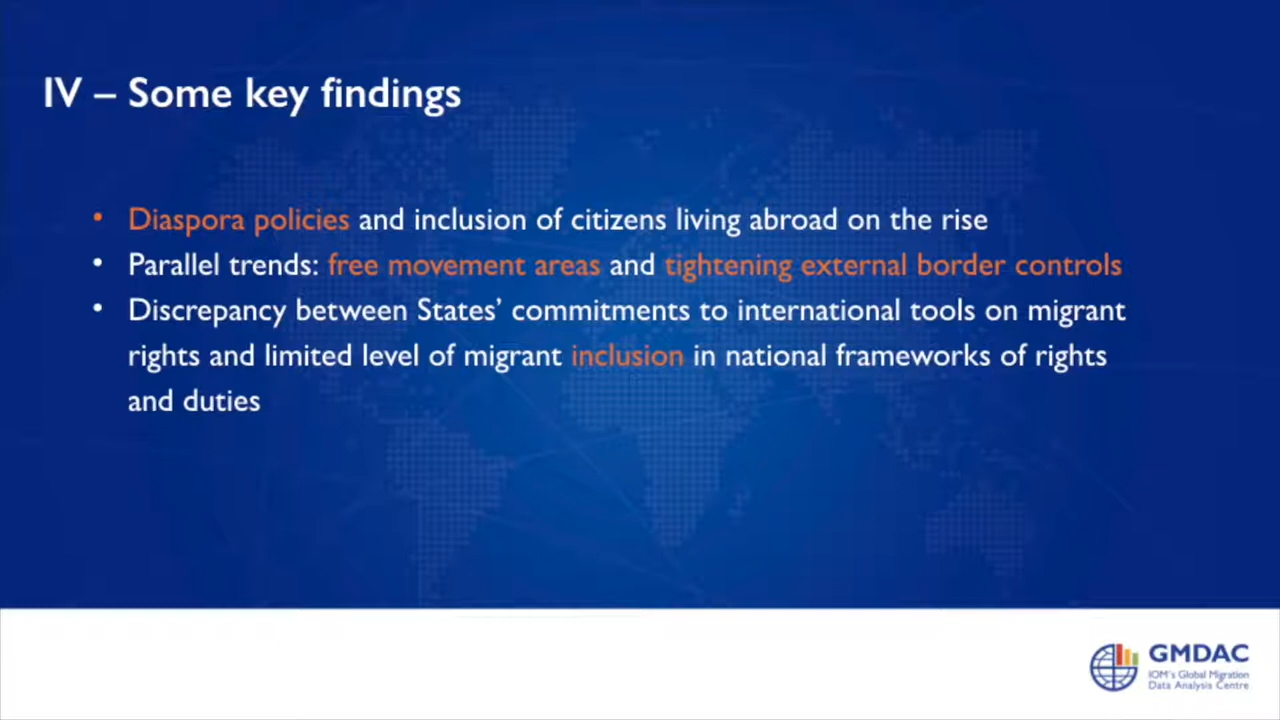 IV – Some key findings
• Diaspora policies and inclusion of citizens living abroad on the rise
• Parallel trends: free movement areas and tightening external border controls
• Discrepancy between States’ commitments to international tools on migrant
rights and limited level of migrant inclusion in national frameworks of rights
and duties
GMDAC
IOM's Global Migration
Data Analysis Centre